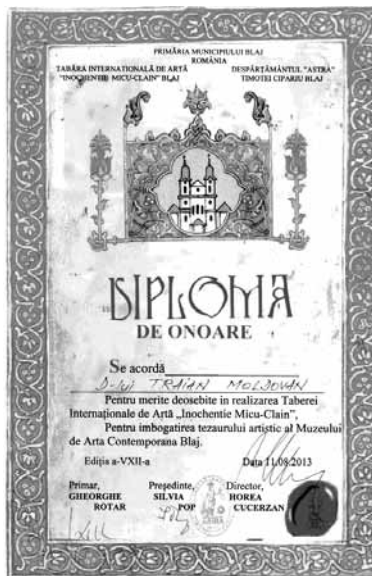 PRIMĂRIA MUNICIPIULUI BLAJ
ROMÂNIA
TABĂRA INTERNAȚIONALĂ DE ARTĂ
"INOCHENTIE MICU-CLAIN" BLAJ
DESPĂRȚĂMÂNTUL "ASTRA"
TIMOTEI CIPARIU BLAJ
DIPLOMA
DE ONOARE
Se acordă
D-lui TRAIAN MOLDOVAN
Pentru merite deosebite in realizarea Taberei
Internaționale de Artă „Inochentie Micu-Clain”,
Pentru imbogatirea tezaurului artistic al Muzeului
de Arta Contemporana Blaj.
Ediția a-VXII-a Data 11.08.2013
Primar, Președinte, Director,
GHEORGHE SILVIA HOREA
ROTAR POP CUCERZAN